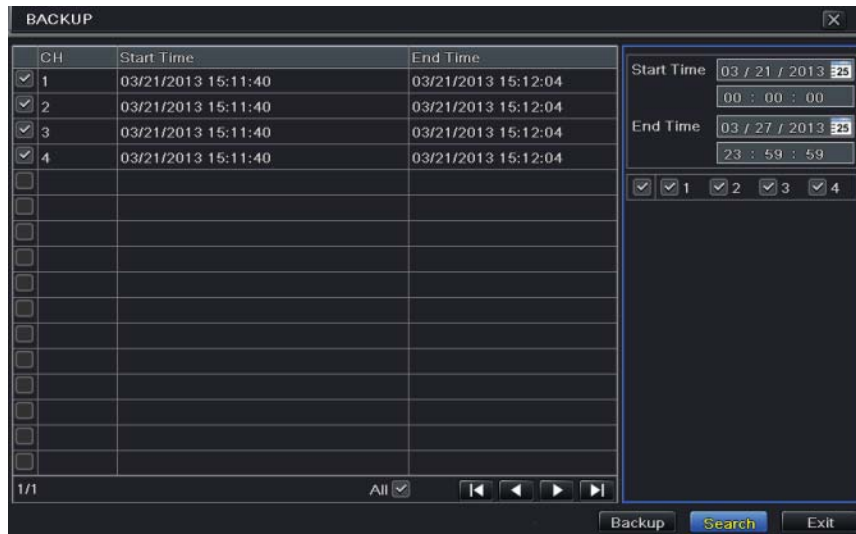 BACKUP
CH Start Time End Time
1 03/21/2013 15:11:40 03/21/2013 15:12:04
2 03/21/2013 15:11:40 03/21/2013 15:12:04
3 03/21/2013 15:11:40 03/21/2013 15:12:04
4 03/21/2013 15:11:40 03/21/2013 15:12:04
1/1 All
Start Time 03 / 21 / 2013 25
00 : 00 : 00
End Time 03 / 27 / 2013 25
23 : 59 : 59
1 2 3 4
Backup Search Exit